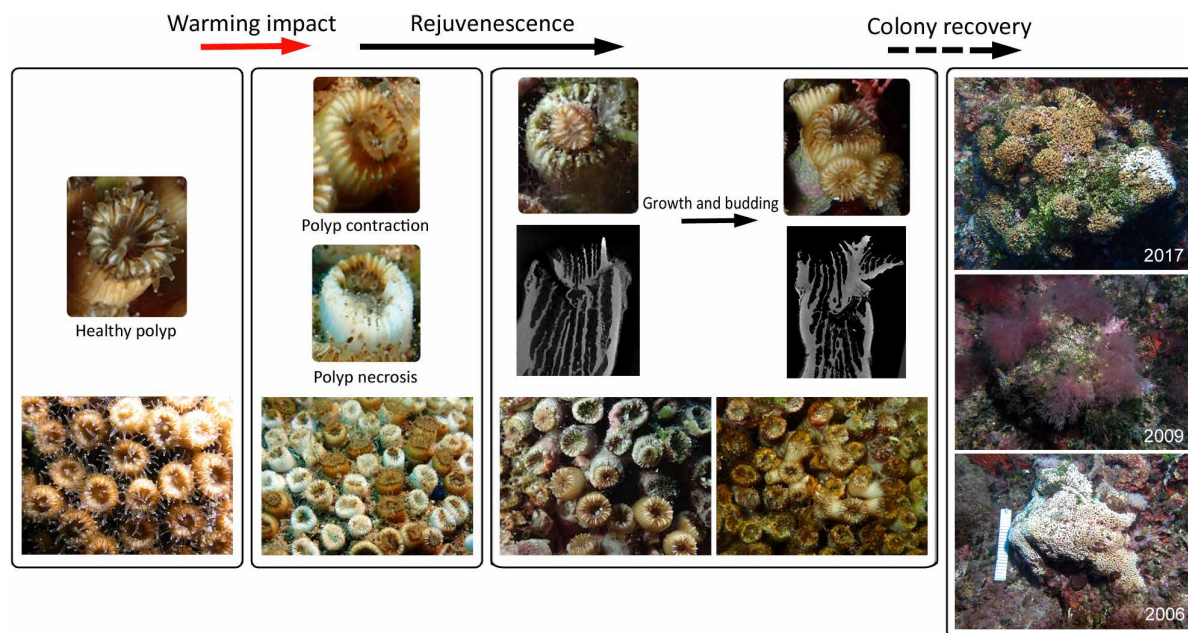 Warming impact
Rejuvenescence
Colony recovery
Healthy polyp
Polyp contraction
Polyp necrosis
Growth and budding
2017
2009
2006